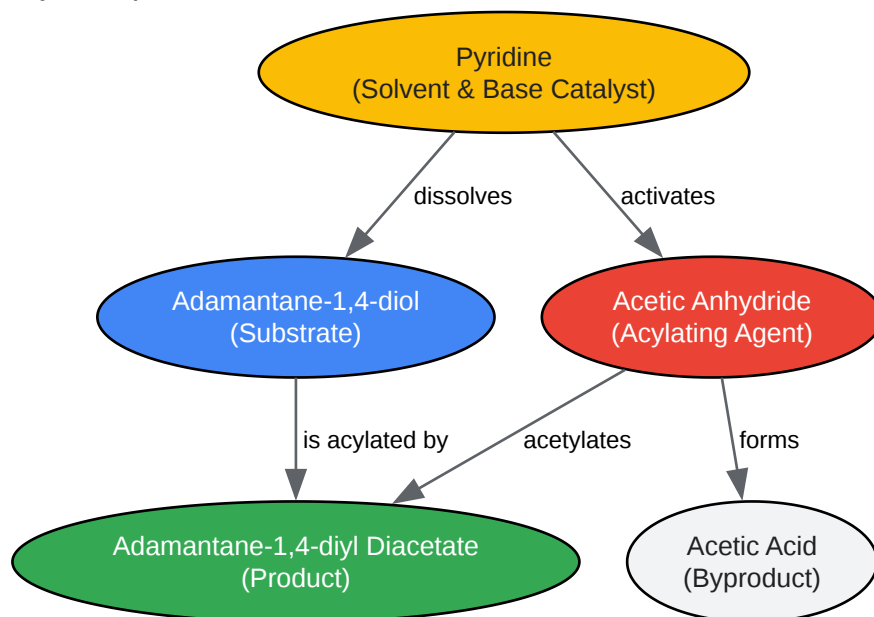 Pyridine
(Solvent & Base Catalyst)
dissolves
activates
Adamantane-1,4-diol
(Substrate)
Acetic Anhydride
(Acylating Agent)
is acylated by
acetylates
forms
Adamantane-1,4-diyl Diacetate
(Product)
Acetic Acid
(Byproduct)